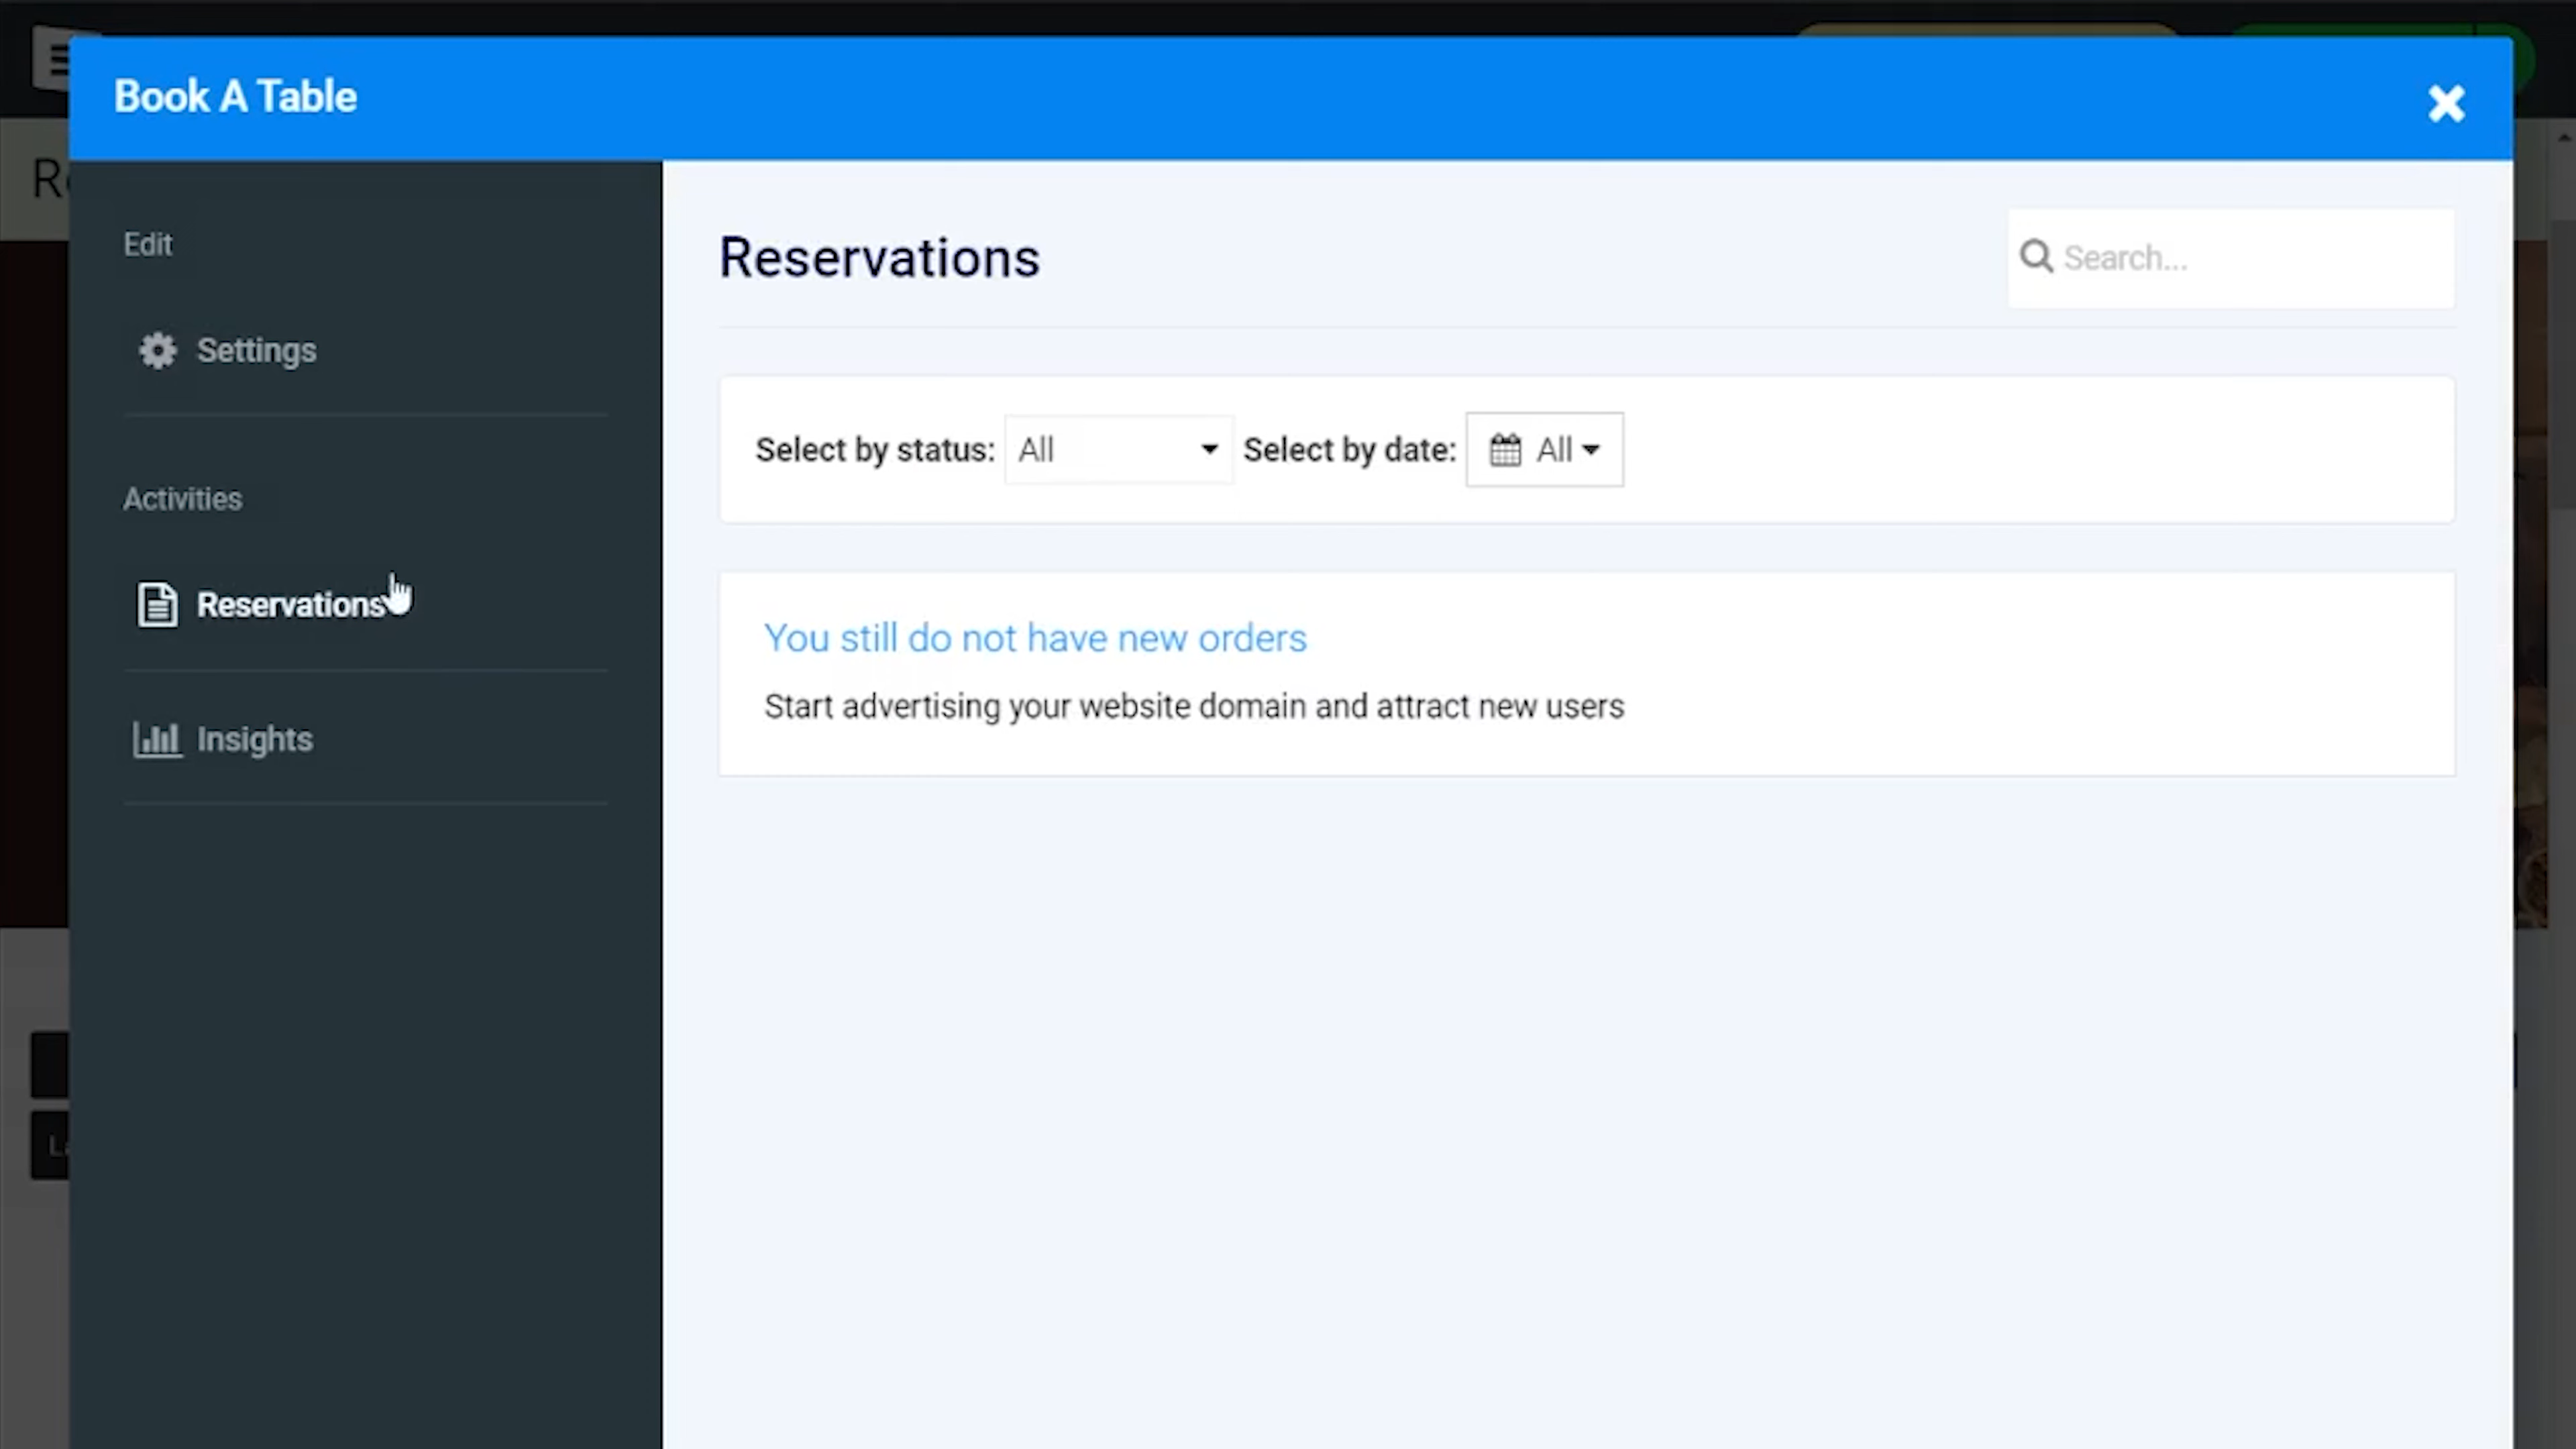 Book A Table
Edit
Settings
Activities
Reservations
Insights
Reservations
Search...
Select by status: All Select by date: All
You still do not have new orders
Start advertising your website domain and attract new users